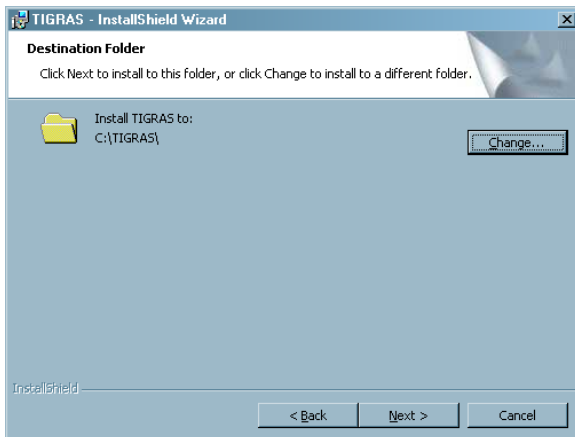 TIGRAS - InstallShield Wizard
Destination Folder
Click Next to install to this folder, or click Change to install to a different folder.
Install TIGRAS to:
C:\TIGRAS\
Change...
InstallShield
< Back
Next >
Cancel